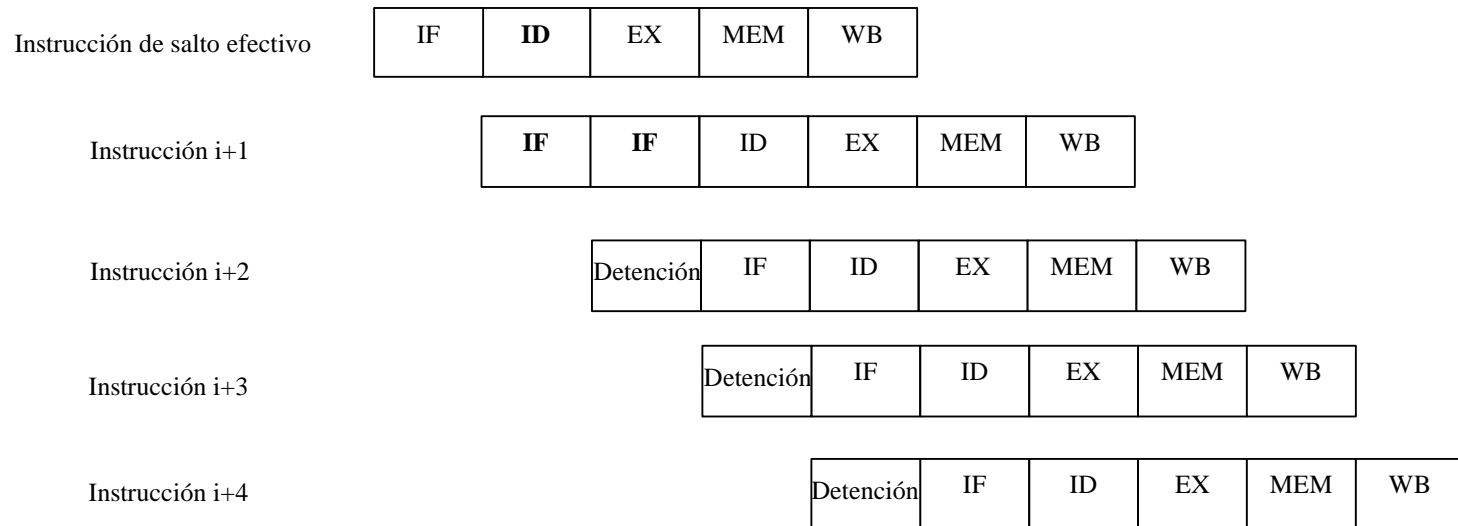 Instrucción de salto efectivo IF ID EX MEM WB
Instrucción i+1 IF IF ID EX MEM WB
Instrucción i+2 Detención IF ID EX MEM WB
Instrucción i+3 Detención IF ID EX MEM WB
Instrucción i+4 Detención IF ID EX MEM WB